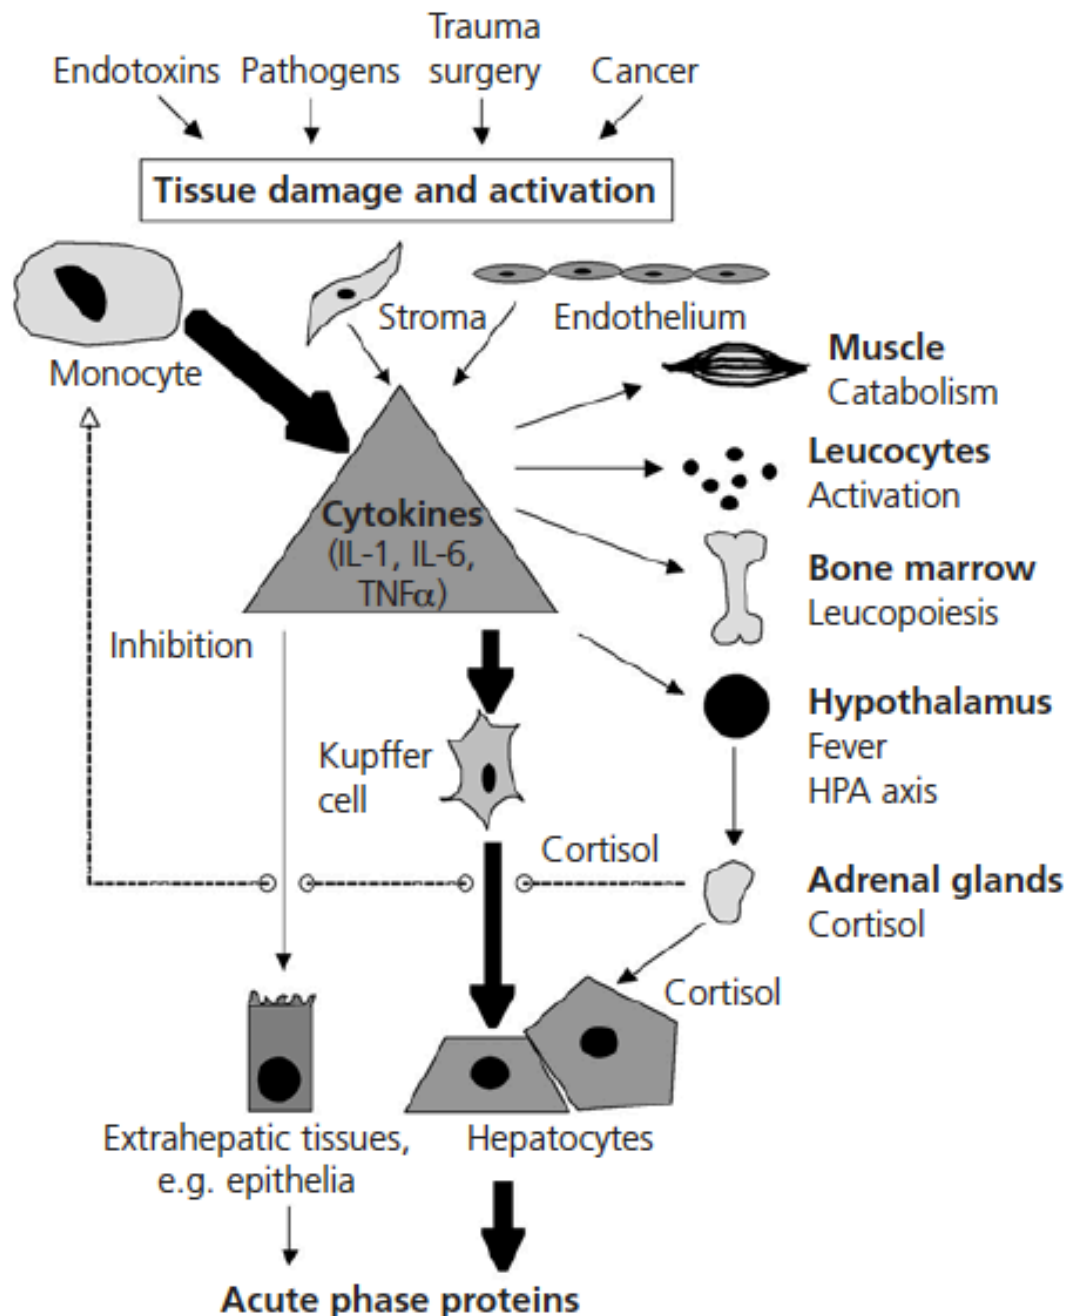 Trauma
Endotoxins Pathogens surgery Cancer
Tissue damage and activation
Stroma Endothelium
Monocyte
Muscle
Catabolism
Leucocytes
Activation
Cytokines
(IL-1, IL-6,
TNFα)
Bone marrow
Leucopoiesis
Inhibition
Hypothalamus
Fever
HPA axis
Kupffer
cell
Cortisol
Adrenal glands
Cortisol
Cortisol
Extrahepatic tissues,
e.g. epithelia
Hepatocytes
Acute phase proteins